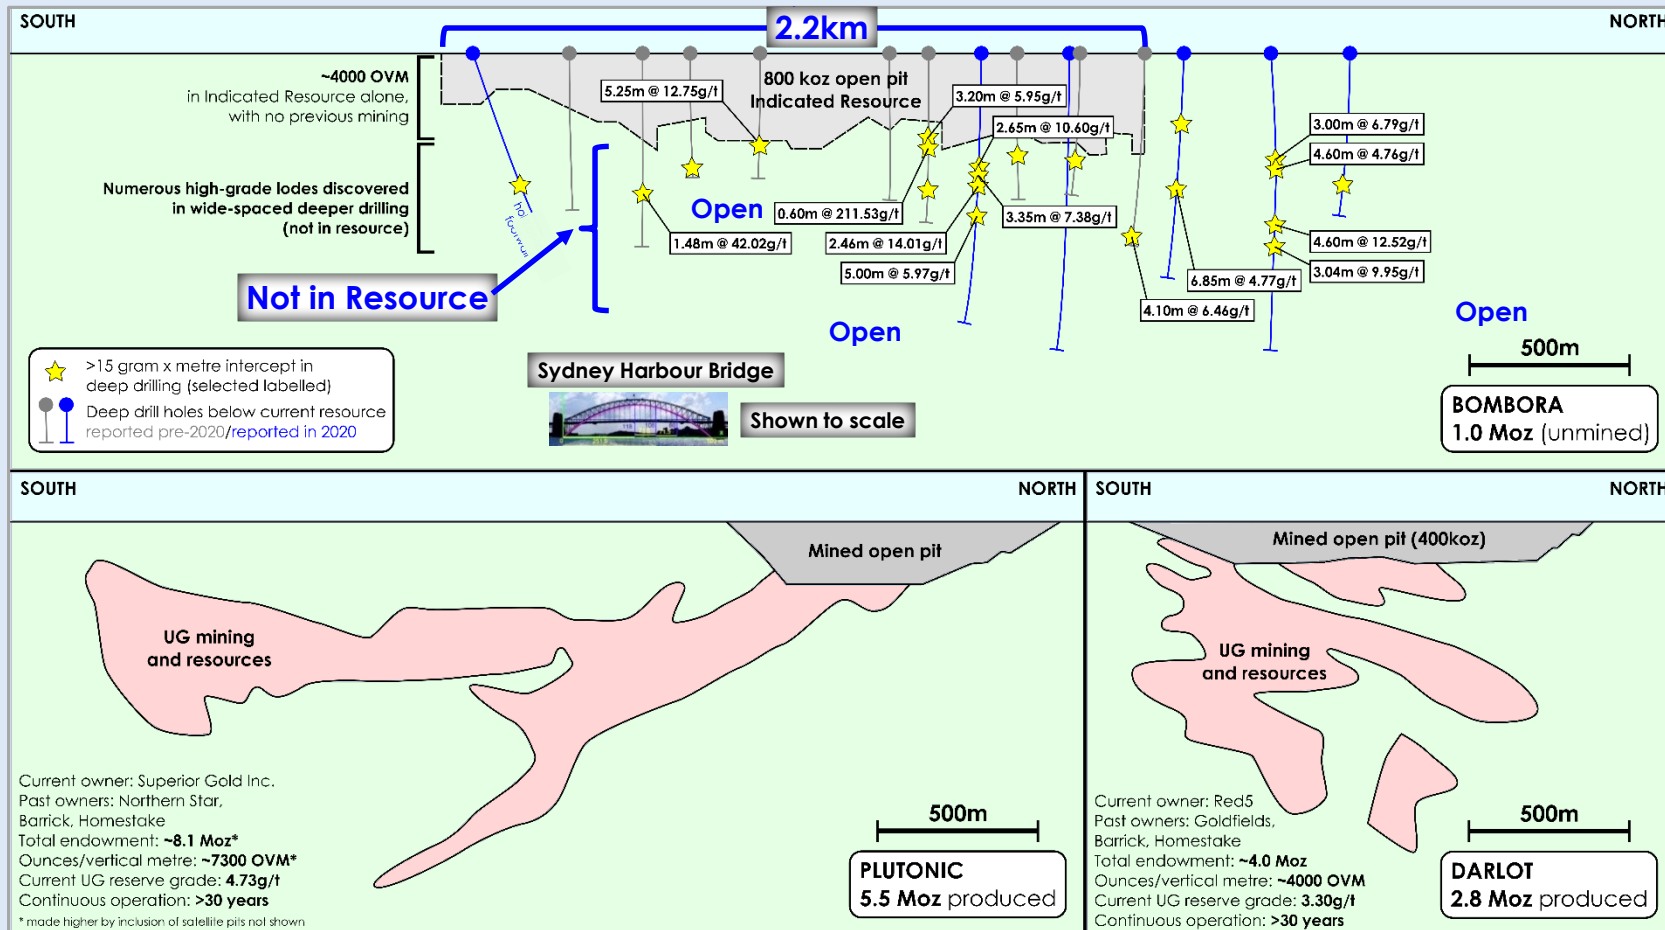 SOUTH
NORTH
2.2km
~4000 OVM
in Indicated Resource alone,
with no previous mining
800 koz open pit
Indicated Resource
5.25m @ 12.75g/t
3.20m @ 5.95g/t
2.65m @ 10.60g/t
3.00m @ 6.79g/t
4.60m @ 4.76g/t
Numerous high-grade lodes discovered
in wide-spaced deeper drilling
(not in resource)
Open
0.60m @ 211.53g/t
3.35m @ 7.38g/t
1.48m @ 42.02g/t
2.46m @ 14.01g/t
4.60m @ 12.52g/t
5.00m @ 5.97g/t
3.04m @ 9.95g/t
6.85m @ 4.77g/t
4.10m @ 6.46g/t
Not in Resource
Open
Open
>15 gram x metre intercept in
deep drilling (selected labelled)
Deep drill holes below current resource
reported pre-2020/reported in 2020
Sydney Harbour Bridge
Shown to scale
500m
BOMBORA
1.0 Moz (unmined)
SOUTH
NORTH
Mined open pit
UG mining
and resources
Current owner: Superior Gold Inc.
Past owners: Northern Star,
Barrick, Homestake
Total endowment: ~8.1 Moz*
Ounces/vertical metre: ~7300 OVM*
Current UG reserve grade: 4.73g/t
Continuous operation: >30 years
* made higher by inclusion of satellite pits not shown
500m
PLUTONIC
5.5 Moz produced
SOUTH
NORTH
Mined open pit (400koz)
UG mining
and resources
Current owner: Red5
Past owners: Goldfields,
Barrick, Homestake
Total endowment: ~4.0 Moz
Ounces/vertical metre: ~4000 OVM
Current UG reserve grade: 3.30g/t
Continuous operation: >30 years
500m
DARLOT
2.8 Moz produced